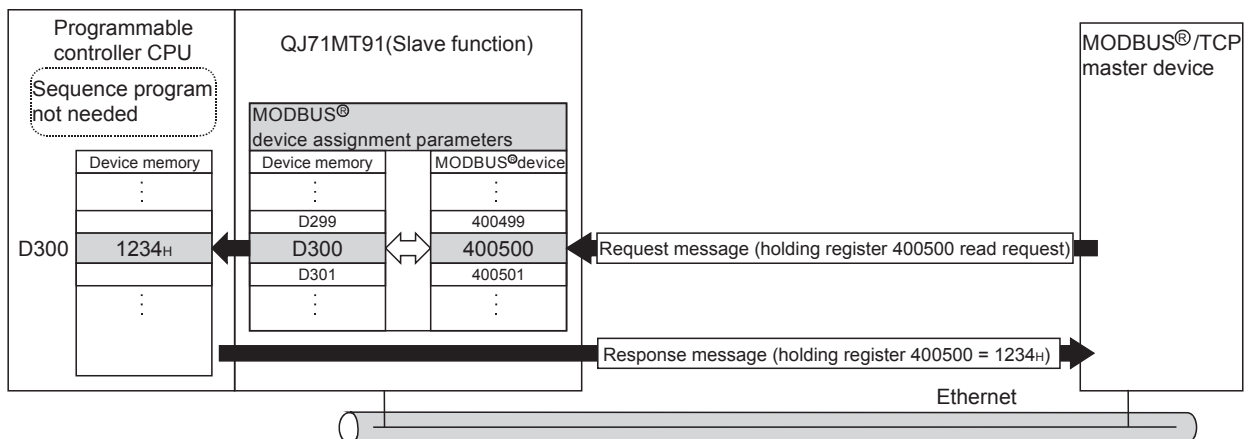 Programmable
controller CPU
Sequence program
not needed
Device memory
⋮
D300
1234H
⋮
QJ71MT91(Slave function)
MODBUS®
device assignment parameters
Device memory
MODBUS®device
⋮
⋮
D299
400499
D300
400500
D301
400501
⋮
⋮
Request message (holding register 400500 read request)
Response message (holding register 400500 = 1234H)
MODBUS®/TCP
master device
Ethernet